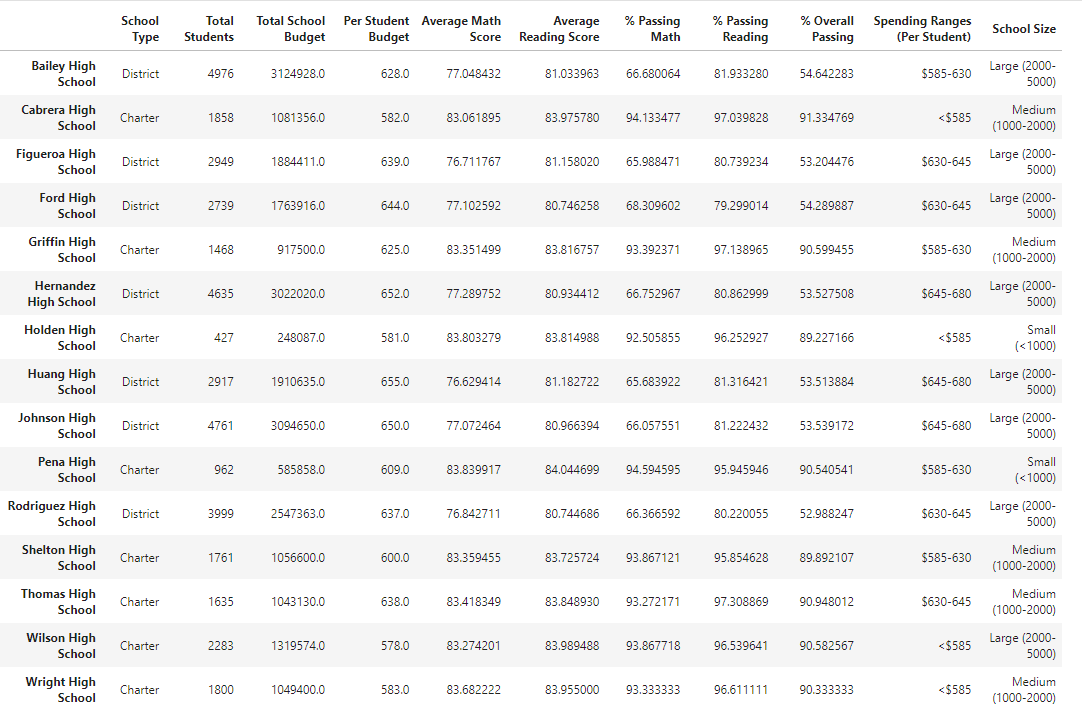 School Type Total Students Total School Budget Per Student Budget Average Math Score Average Reading Score % Passing Math % Passing Reading % Overall Passing Spending Ranges (Per Student) School Size
Bailey High School District 4976 3124928.0 628.0 77.048432 81.033963 66.680064 81.933280 54.642283 $585-630 Large (2000-5000)
Cabrera High School Charter 1858 1081356.0 582.0 83.061895 83.975780 94.133477 97.039828 91.334769 <$585 Medium (1000-2000)
Figueroa High School District 2949 1884411.0 639.0 76.711767 81.158020 65.988471 80.739234 53.204476 $630-645 Large (2000-5000)
Ford High School District 2739 1763916.0 644.0 77.102592 80.746258 68.309602 79.299014 54.289887 $630-645 Large (2000-5000)
Griffin High School Charter 1468 917500.0 625.0 83.351499 83.816757 93.392371 97.138965 90.599455 $585-630 Medium (1000-2000)
Hernandez High School District 4635 3022020.0 652.0 77.289752 80.934412 66.752967 80.862999 53.527508 $645-680 Large (2000-5000)
Holden High School Charter 427 248087.0 581.0 83.803279 83.814988 92.505855 96.252927 89.227166 <$585 Small (<1000)
Huang High School District 2917 1910635.0 655.0 76.629414 81.182722 65.683922 81.316421 53.513884 $645-680 Large (2000-5000)
Johnson High School District 4761 3094650.0 650.0 77.072464 80.966394 66.057551 81.222432 53.539172 $645-680 Large (2000-5000)
Pena High School Charter 962 585858.0 609.0 83.839917 84.044699 94.594595 95.945946 90.540541 $585-630 Small (<1000)
Rodriguez High School District 3999 2547363.0 637.0 76.842711 80.744686 66.366592 80.220055 52.988247 $630-645 Large (2000-5000)
Shelton High School Charter 1761 1056600.0 600.0 83.359455 83.725724 93.867121 95.854628 89.892107 $585-630 Medium (1000-2000)
Thomas High School Charter 1635 1043130.0 638.0 83.418349 83.848930 93.272171 97.308869 90.948012 $630-645 Medium (1000-2000)
Wilson High School Charter 2283 1319574.0 578.0 83.274201 83.989488 93.867718 96.539641 90.582567 <$585 Large (2000-5000)
Wright High School Charter 1800 1049400.0 583.0 83.682222 83.955000 93.333333 96.611111 90.333333 <$585 Medium (1000-2000)